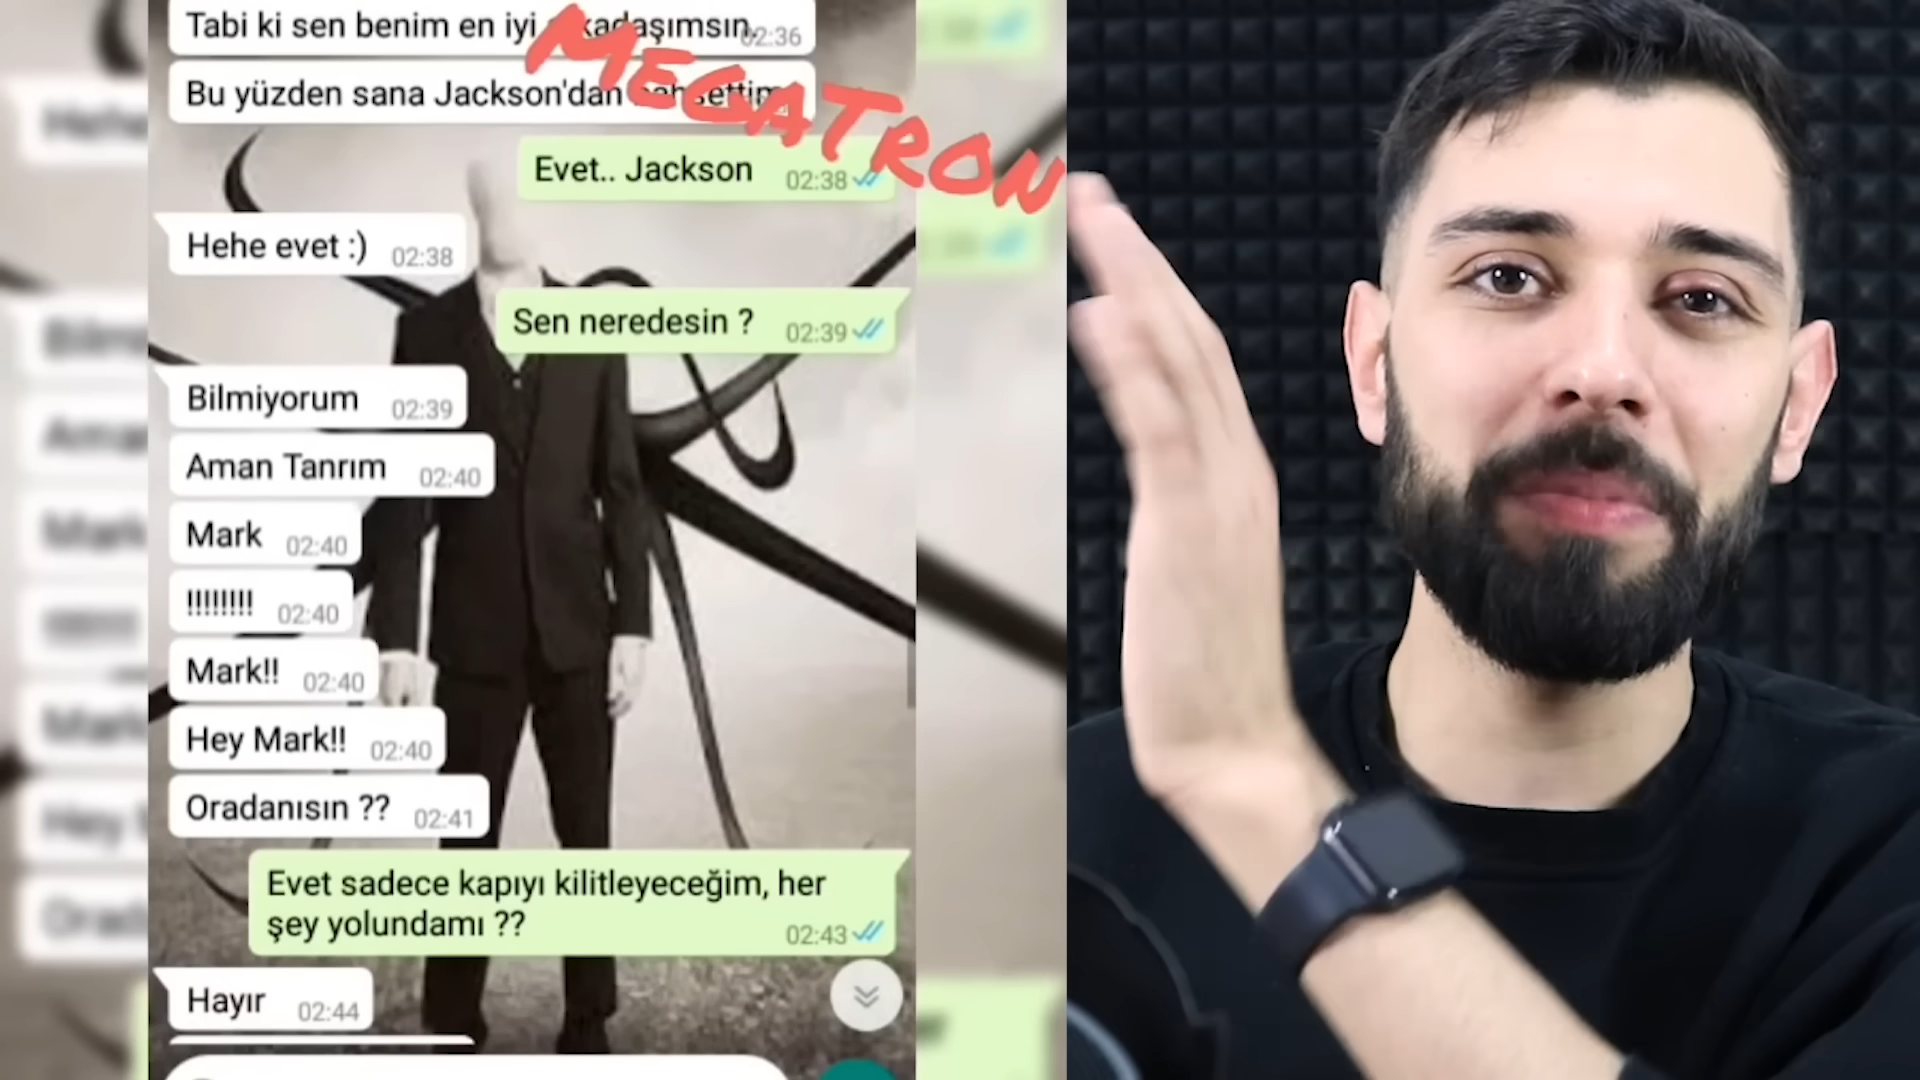 Tabi ki sen benim en iyi 02:36
MEGATRON
Bu yüzden sana Jackson'dan
Evet.. Jackson 02:38
Hehe evet :) 02:38
Sen neredesin ? 02:39
Bilmiyorum 02:39
Aman Tanrım 02:40
Mark 02:40
!!!!!!!!! 02:40
Mark!! 02:40
Hey Mark!! 02:40
Oradanısın ?? 02:41
Evet sadece kapıyı kilitleyeceğim, her
şey yolundamı ?? 02:43
Hayır 02:44